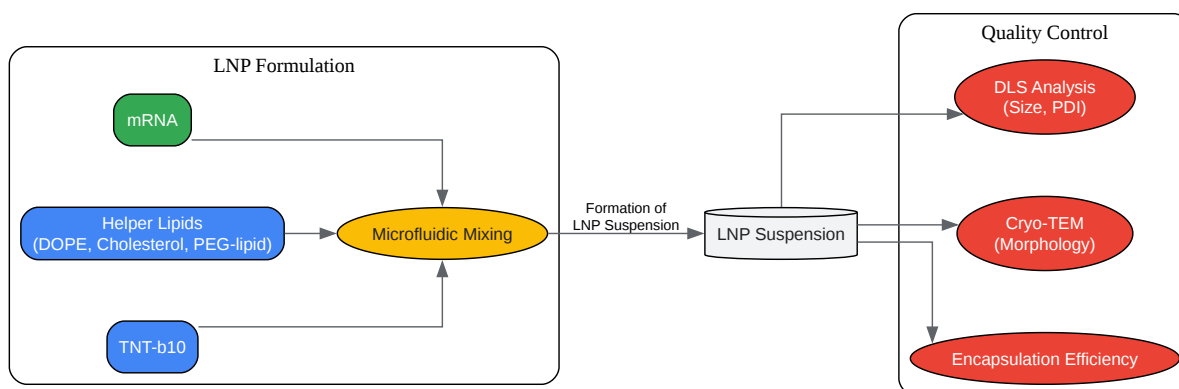 LNP Formulation
mRNA
Helper Lipids
(DOPE, Cholesterol, PEG-lipid)
TNT-b10
Microfluidic Mixing
Formation of
LNP Suspension
LNP Suspension
Quality Control
DLS Analysis
(Size, PDI)
Cryo-TEM
(Morphology)
Encapsulation Efficiency